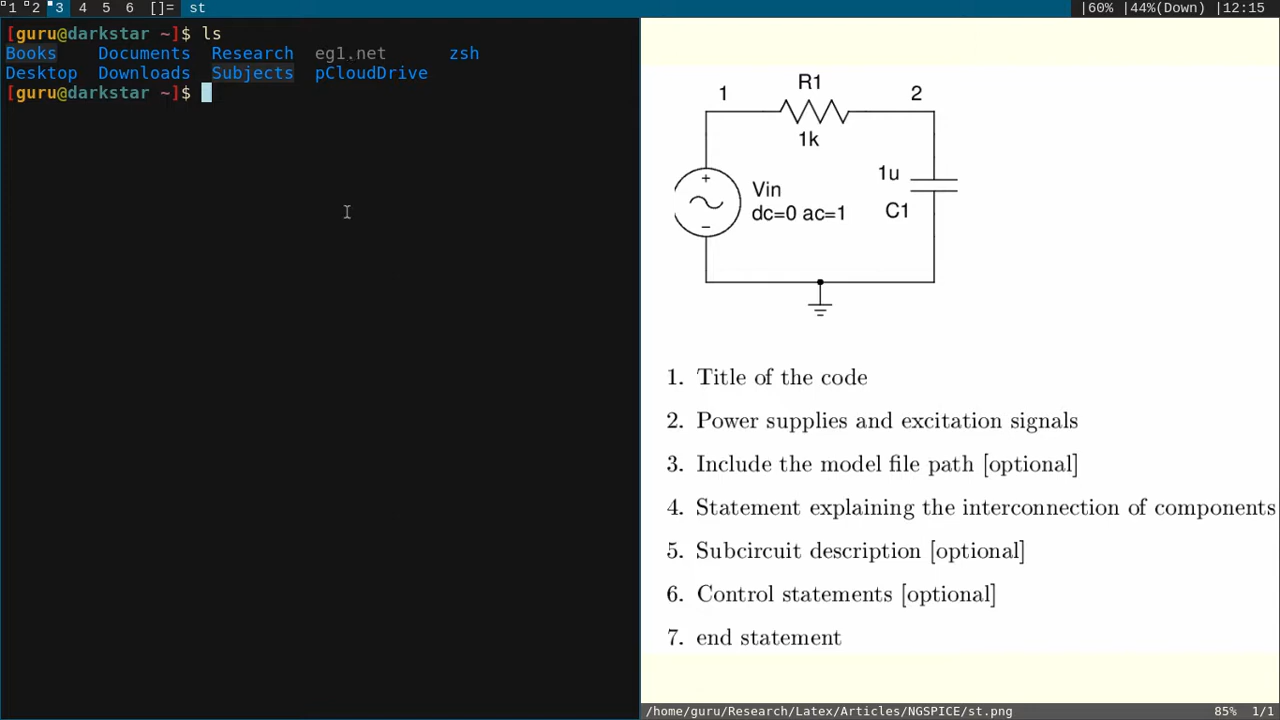 1 2 3 4 5 6 []= st |60% |44%(Down) |12:15
[guru@darkstar ~]$ ls
Books Documents Research eg1.net zsh
Desktop Downloads Subjects pCloudDrive
[guru@darkstar ~]$
1 R1 2
1k
+
Vin
dc=0 ac=1
−
1u
C1
1. Title of the code
2. Power supplies and excitation signals
3. Include the model file path [optional]
4. Statement explaining the interconnection of components
5. Subcircuit description [optional]
6. Control statements [optional]
7. end statement
/home/guru/Research/Latex/Articles/NGSPICE/st.png 85% 1/1